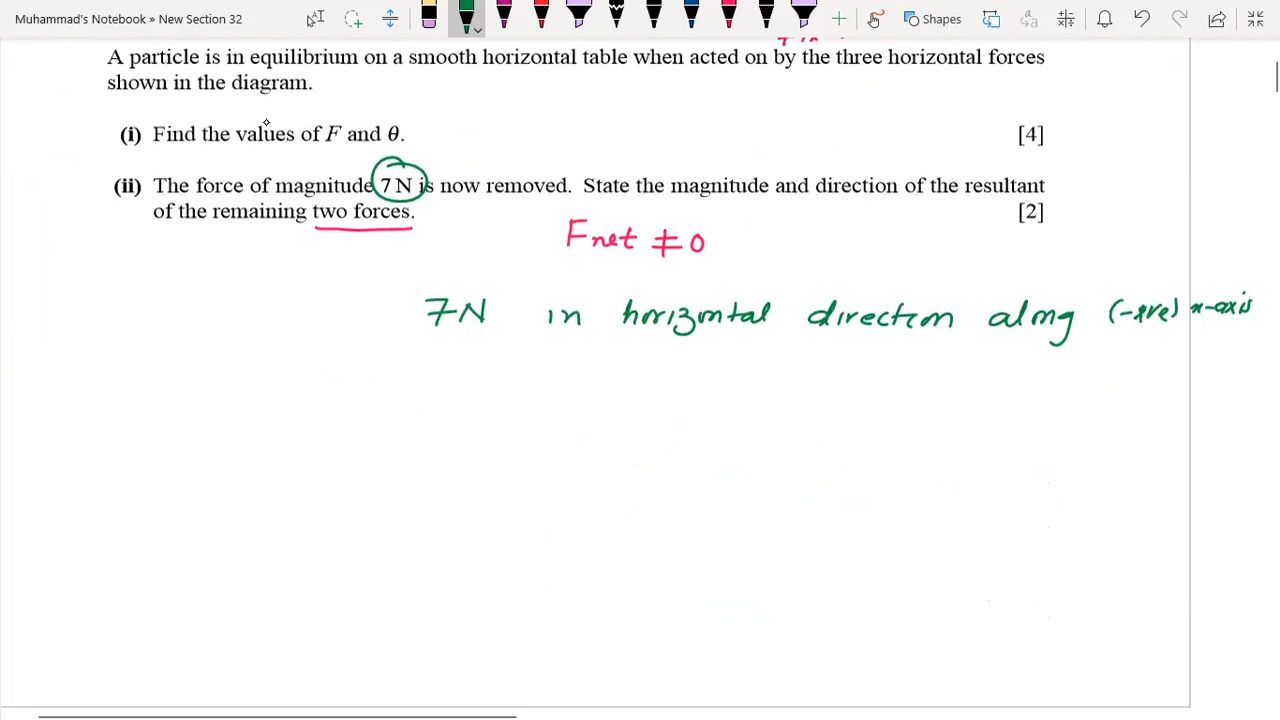 Muhammad's Notebook » New Section 32
Shapes
A particle is in equilibrium on a smooth horizontal table when acted on by the three horizontal forces
shown in the diagram.
(i) Find the values of F and θ. [4]
(ii) The force of magnitude 7 N is now removed. State the magnitude and direction of the resultant
of the remaining two forces. [2]
Fnet ≠ 0
7N in horizontal direction along (-eve) x-axis